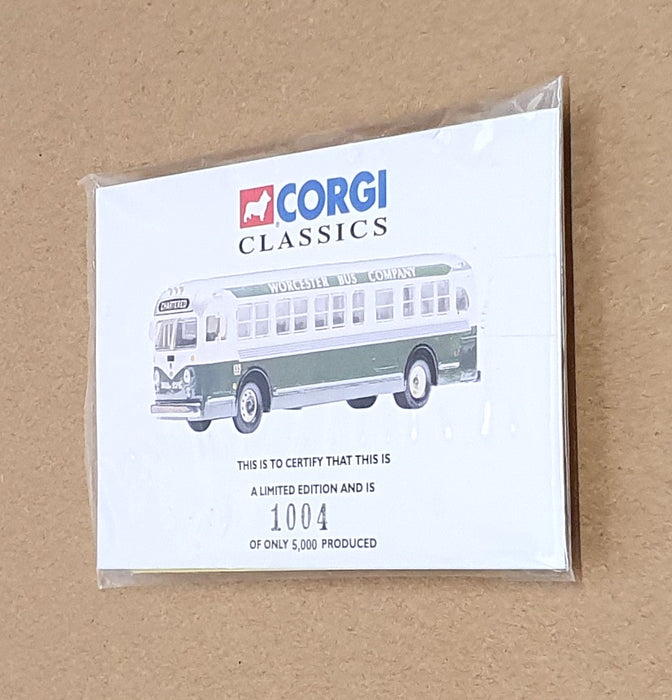 CORGI
CLASSICS
WORCESTER BUS COMPANY
CHARTERED
THIS IS TO CERTIFY THAT THIS IS
A LIMITED EDITION AND IS
1004
OF ONLY 5,000 PRODUCED